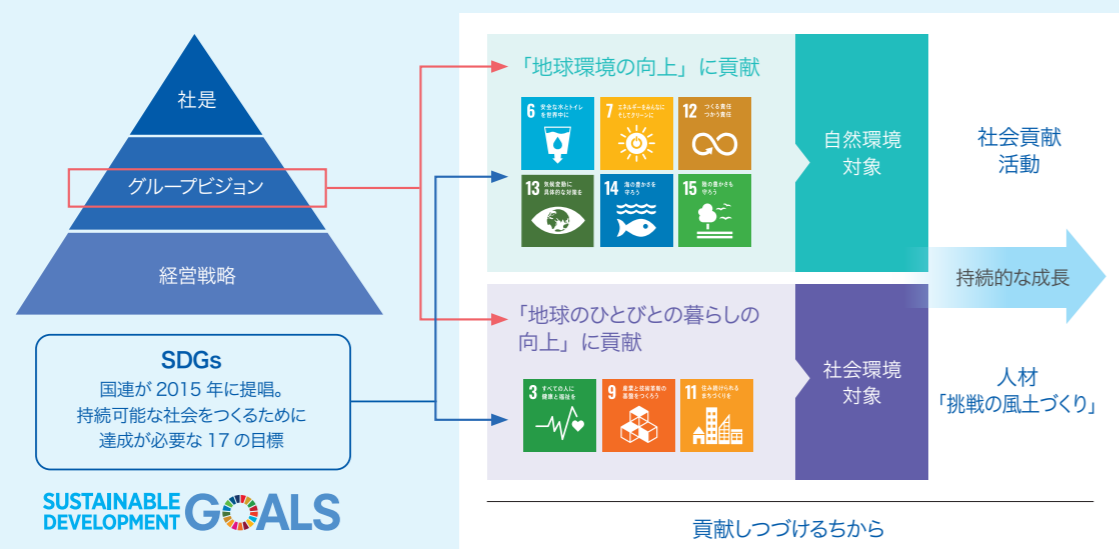 社是
グループビジョン
経営戦略
SDGs
国連が 2015 年に提唱。
持続可能な社会をつくるために
達成が必要な 17 の目標
SUSTAINABLE
DEVELOPMENT
GOALS
「地球環境の向上」に貢献
6 安全な水とトイレ
を世界中に
7 エネルギーをみんなに
そしてクリーンに
12 つくる責任
つかう責任
13 気候変動に
具体的な対策を
14 海の豊かさを
守ろう
15 陸の豊かさも
守ろう
自然環境
対象
「地球のひとびとの暮らしの
向上」に貢献
3 すべての人に
健康と福祉を
9 産業と技術革新の
基盤をつくろう
11 住み続けられる
まちづくりを
社会環境
対象
社会貢献
活動
持続的な成長
人材
「挑戦の風土づくり」
貢献しつづけるちから